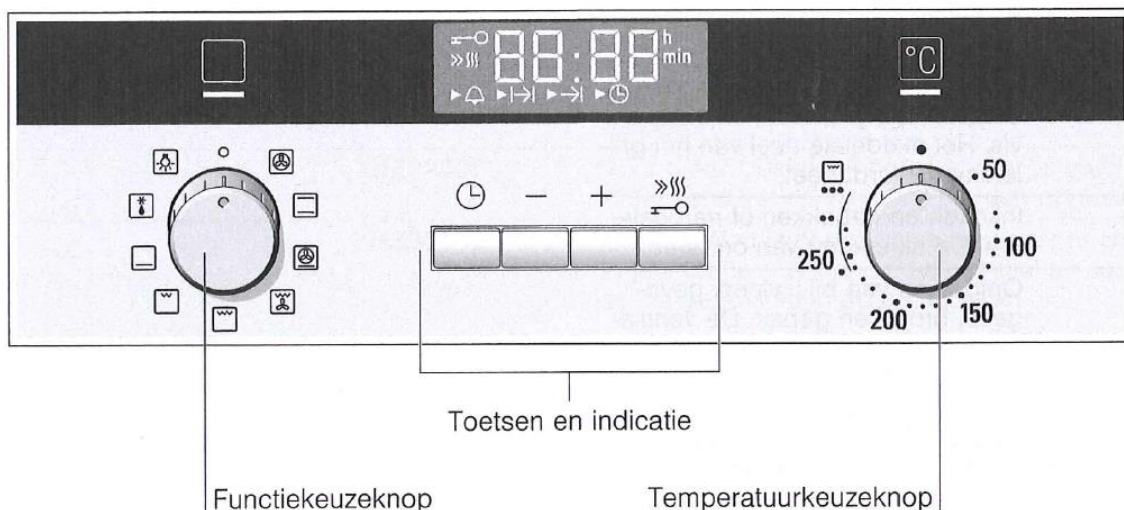 88:88 h
min
°C
50
100
150
200
250
Toetsen en indicatie
Functiekeuzeknop
Temperatuurkeuzeknop